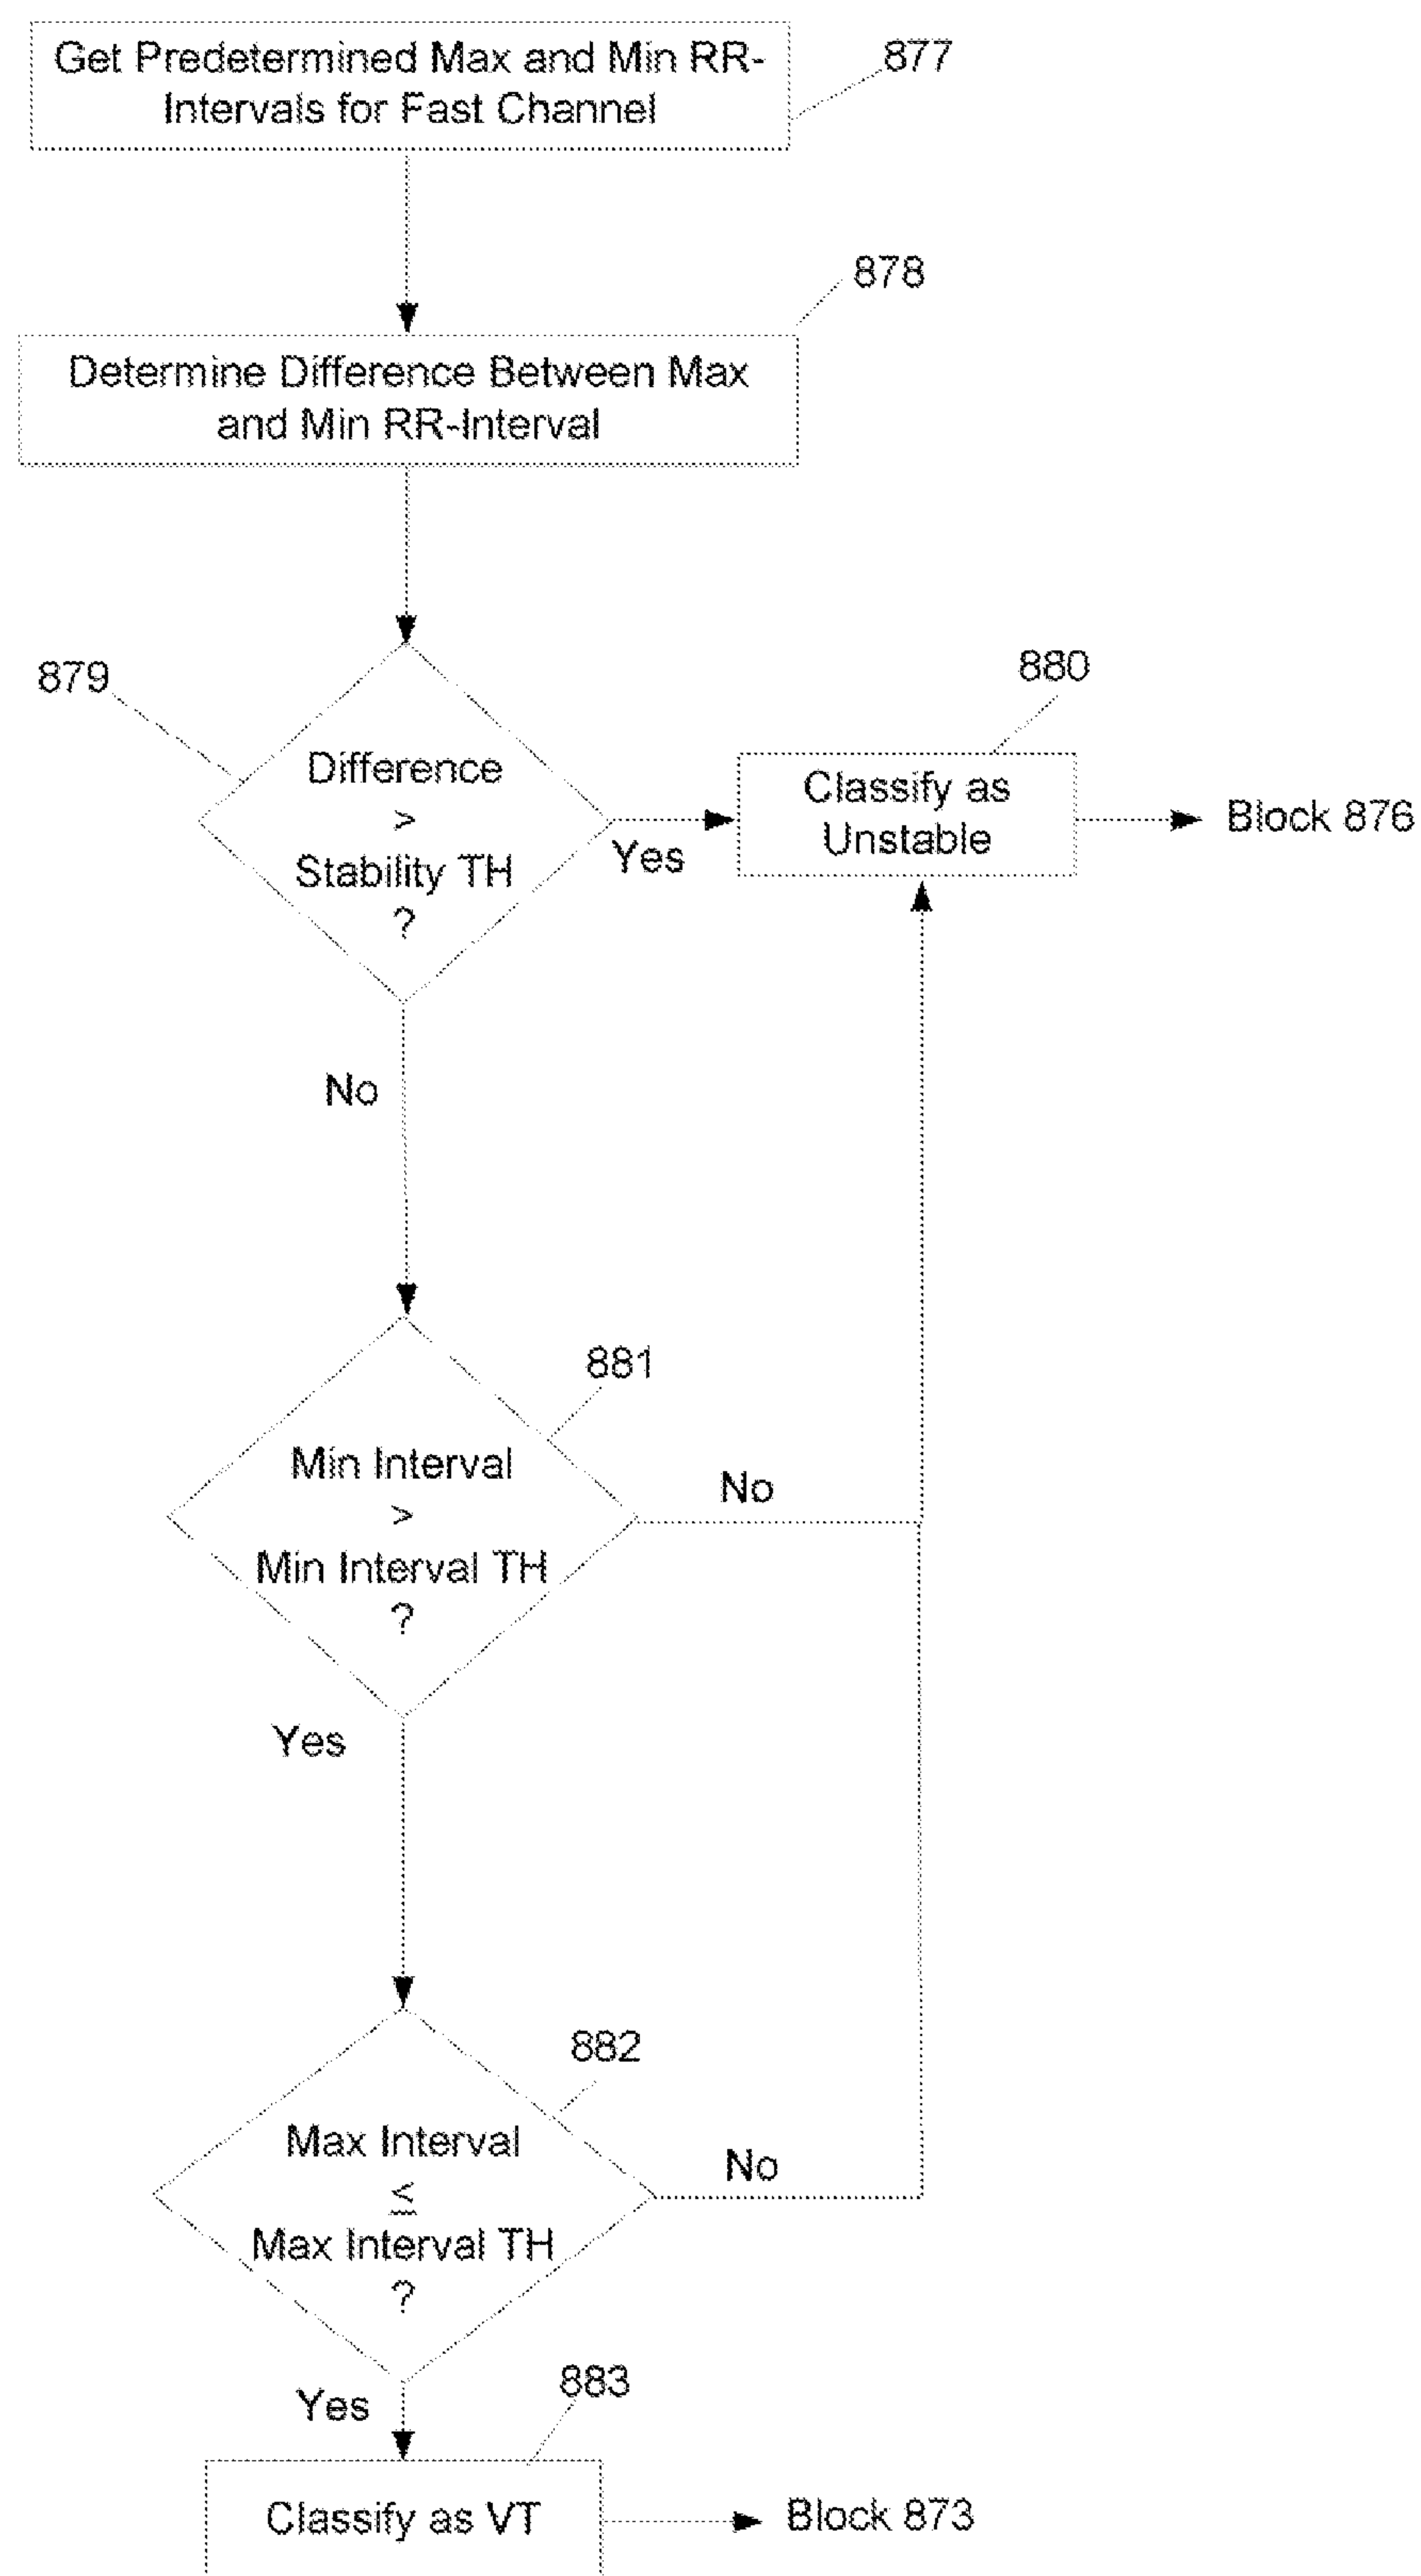 Get Predetermined Max and Min RR-
Intervals for Fast Channel
877
878
Determine Difference Between Max
and Min RR-Interval
879
Difference
>
Stability TH
?
Yes
880
Classify as
Unstable
Block 876
No
881
Min Interval
>
Min Interval TH
?
No
Yes
882
Max Interval
≤
Max Interval TH
?
No
Yes
883
Classify as VT
Block 873